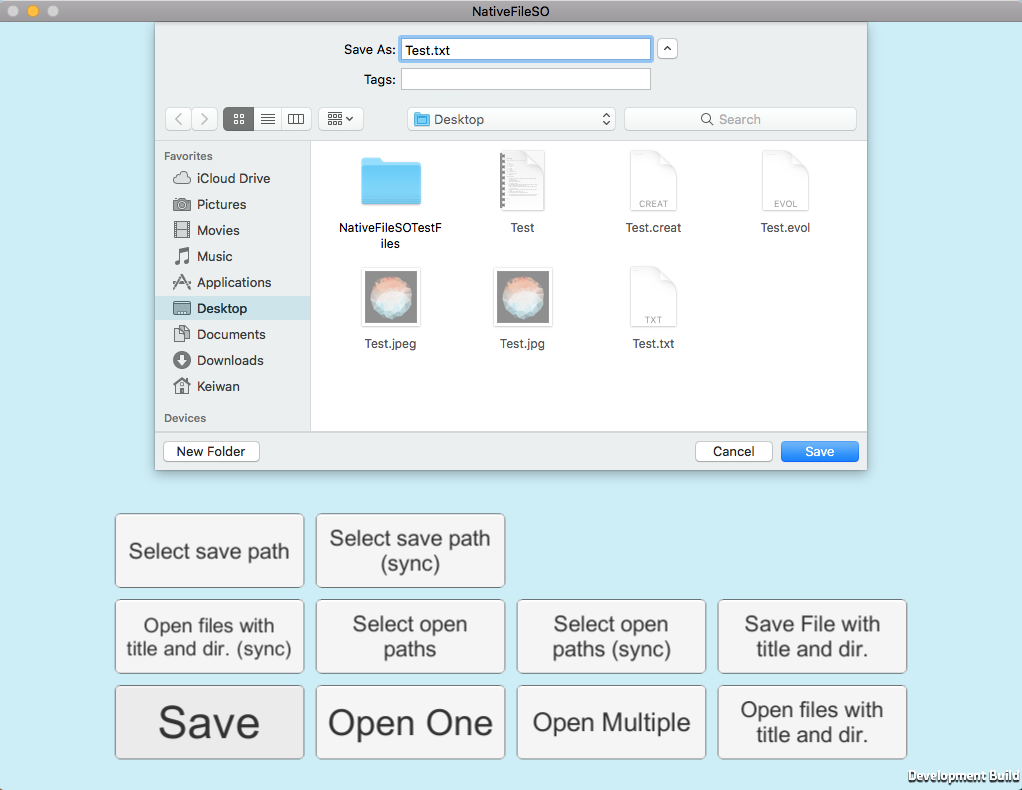 NativeFileSO
Save As: Test.txt
Tags:
Desktop
Search
Favorites
iCloud Drive
Pictures
Movies
Music
Applications
Desktop
Documents
Downloads
Keiwan
Devices
NativeFileSOTestF
iles
Test
CREAT
Test.creat
EVOL
Test.evol
Test.jpeg
Test.jpg
TXT
Test.txt
New Folder
Cancel
Save
Select save path
Select save path
(sync)
Open files with
title and dir. (sync)
Select open
paths
Select open
paths (sync)
Save File with
title and dir.
Save
Open One
Open Multiple
Open files with
title and dir.
Development Build